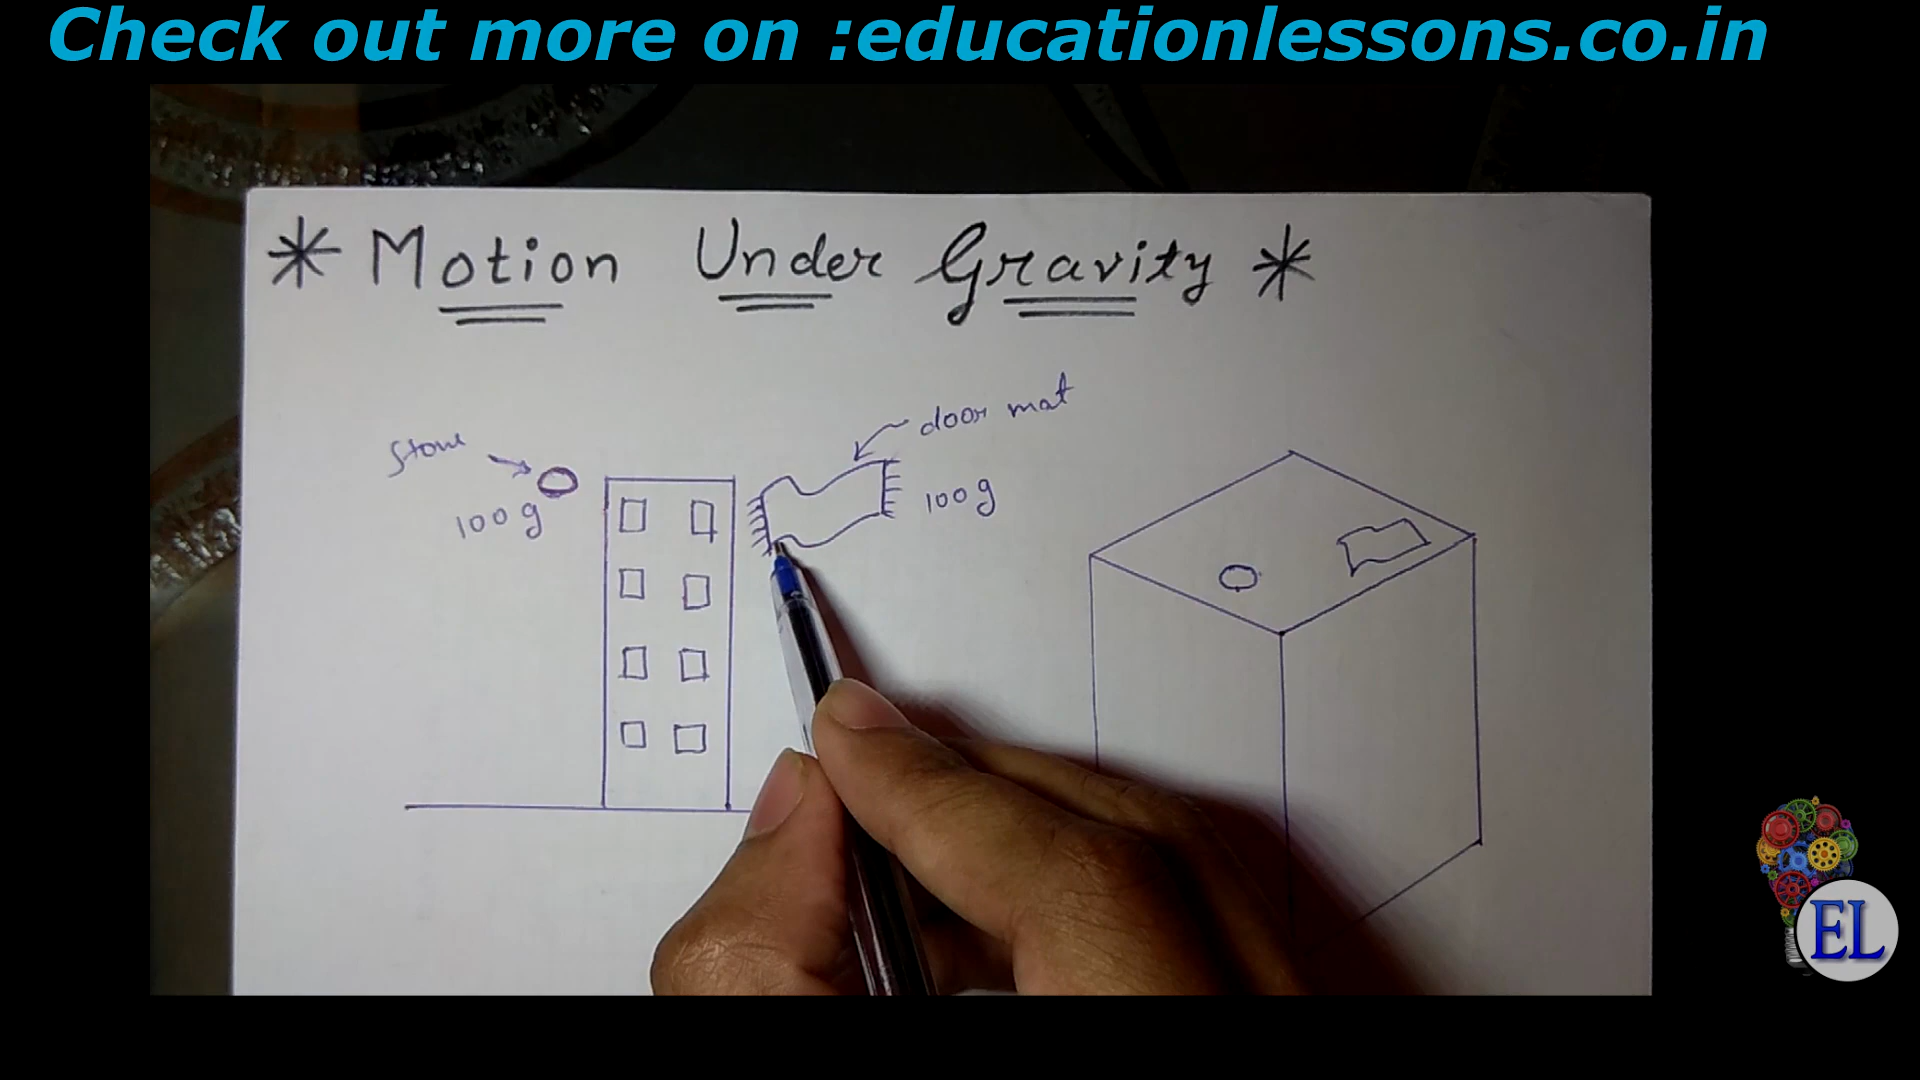 Check out more on :educationlessons.co.in
* Motion Under Gravity *
door mat
Stone
100g
100g
EL